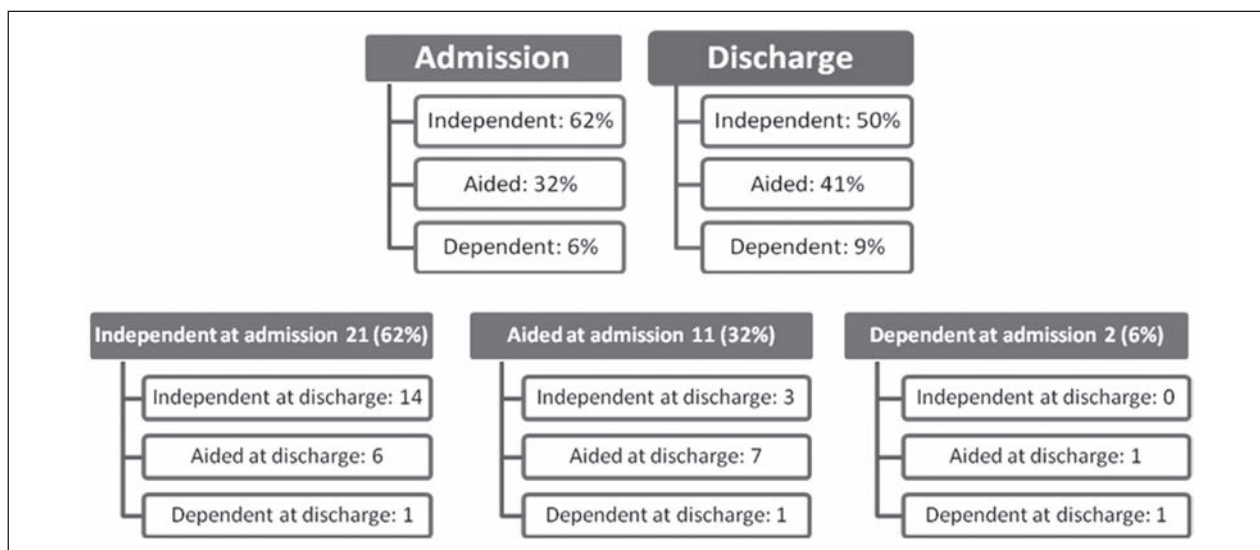 Admission
Independent: 62%
Aided: 32%
Dependent: 6%
Discharge
Independent: 50%
Aided: 41%
Dependent: 9%
Independent at admission 21 (62%)
Independent at discharge: 14
Aided at discharge: 6
Dependent at discharge: 1
Aided at admission 11 (32%)
Independent at discharge: 3
Aided at discharge: 7
Dependent at discharge: 1
Dependent at admission 2 (6%)
Independent at discharge: 0
Aided at discharge: 1
Dependent at discharge: 1